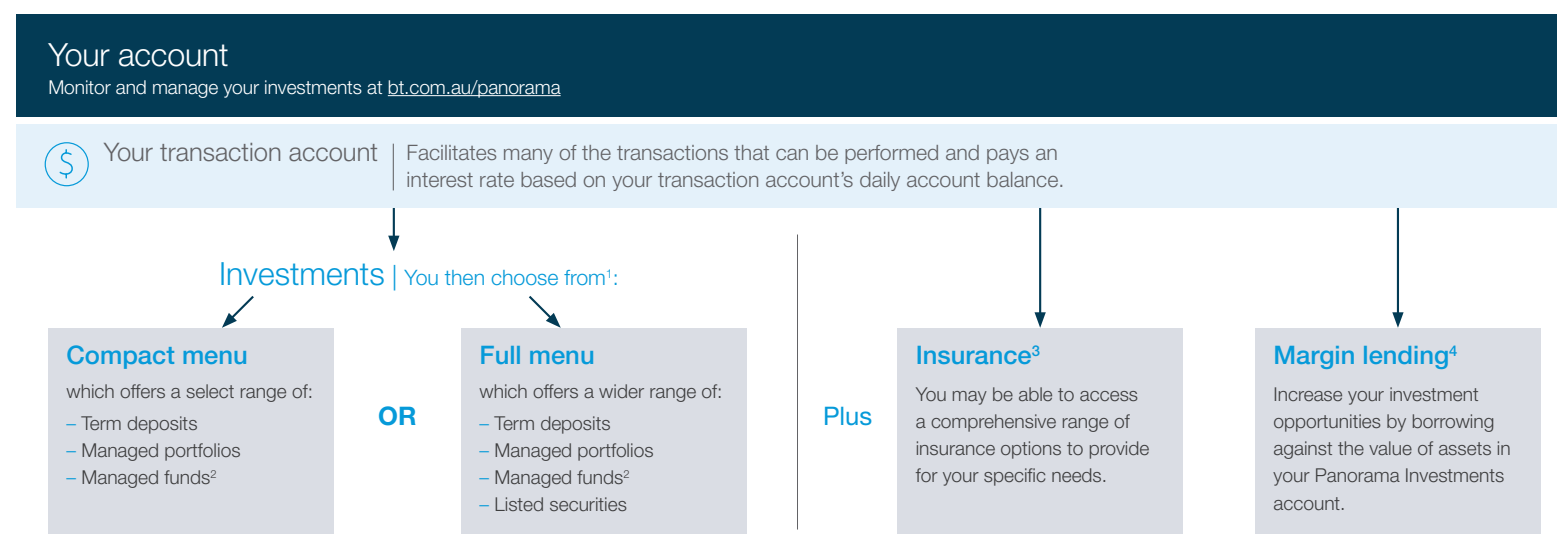 Your account
Monitor and manage your investments at bt.com.au/panorama
$
Your transaction account
Facilitates many of the transactions that can be performed and pays an
interest rate based on your transaction account’s daily account balance.
Investments | You then choose from¹:
Compact menu
which offers a select range of:
– Term deposits
– Managed portfolios
– Managed funds²
OR
Full menu
which offers a wider range of:
– Term deposits
– Managed portfolios
– Managed funds²
– Listed securities
Plus
Insurance³
You may be able to access
a comprehensive range of
insurance options to provide
for your specific needs.
Margin lending⁴
Increase your investment
opportunities by borrowing
against the value of assets in
your Panorama Investments
account.